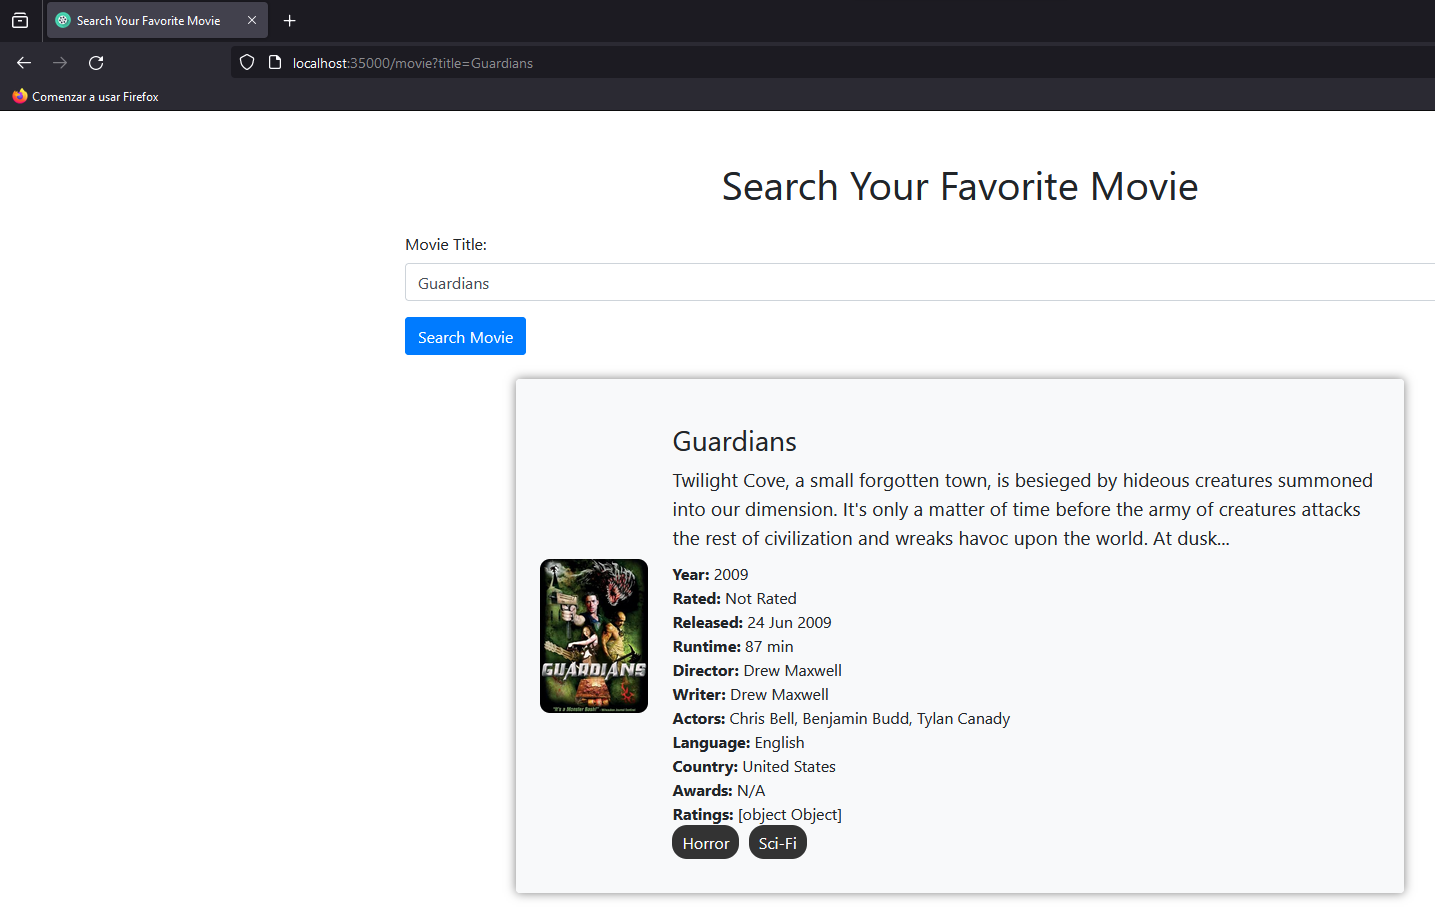 Search Your Favorite Movie
localhost:35000/movie?title=Guardians
Comenzar a usar Firefox
Search Your Favorite Movie
Movie Title:
Guardians
Search Movie
Guardians
Twilight Cove, a small forgotten town, is besieged by hideous creatures summoned
into our dimension. It's only a matter of time before the army of creatures attacks
the rest of civilization and wreaks havoc upon the world. At dusk...
Year: 2009
Rated: Not Rated
Released: 24 Jun 2009
Runtime: 87 min
Director: Drew Maxwell
Writer: Drew Maxwell
Actors: Chris Bell, Benjamin Budd, Tylan Canady
Language: English
Country: United States
Awards: N/A
Ratings: [object Object]
Horror Sci-Fi
GUARDIANS
"It's a Monster Bash!"